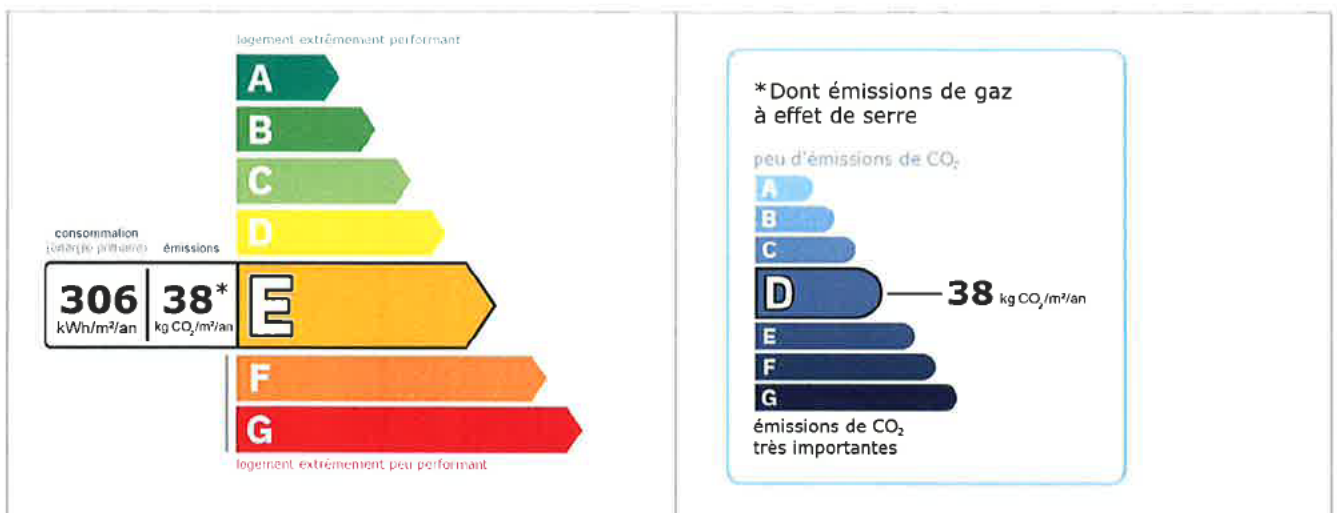 logement extrêmement performant
A
B
C
D
consommation
(énergie primaire) émissions
306 38* E
kWh/m²/an kg CO₂/m²/an
F
G
logement extrêmement peu performant
*Dont émissions de gaz
à effet de serre
peu d'émissions de CO₂
A
B
C
D 38 kg CO₂/m²/an
E
F
G
émissions de CO₂
très importantes